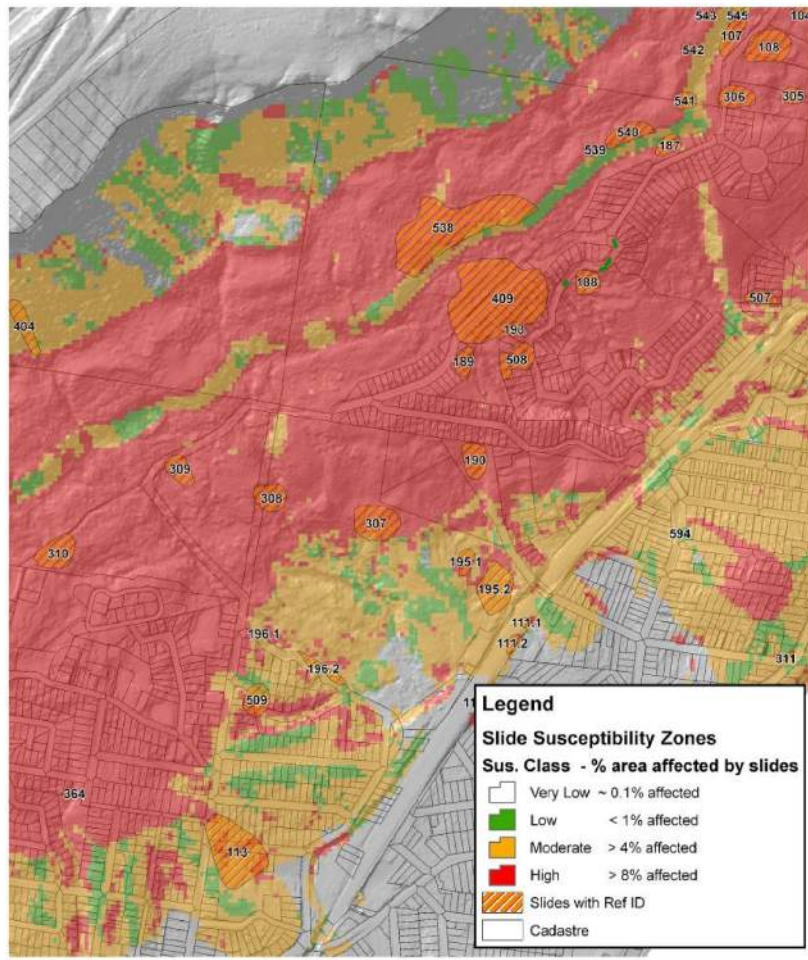 543 545 104
107
542 108
541 306 305
540
539 187
538
188
409 507
404 193
189 508
190
309
308
307
310 594
195.1
195.2
111.1
196.1 111.2
196.2 311
509
364
113
Legend
Slide Susceptibility Zones
Sus. Class - % area affected by slides
Very Low ~ 0.1% affected
Low < 1% affected
Moderate > 4% affected
High > 8% affected
Slides with Ref ID
Cadastre